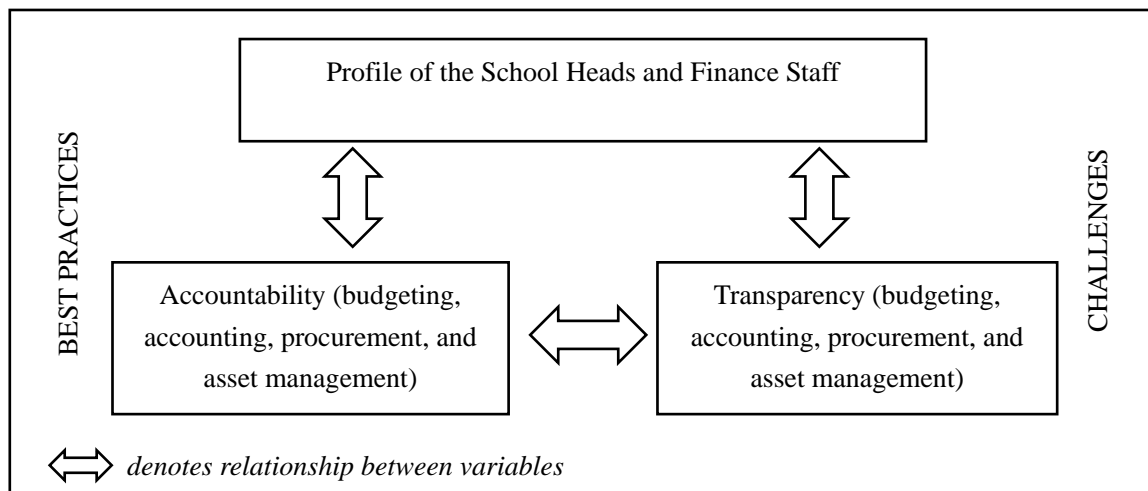 Profile of the School Heads and Finance Staff
BEST PRACTICES
CHALLENGES
Accountability (budgeting,
accounting, procurement, and
asset management)
Transparency (budgeting,
accounting, procurement, and
asset management)
denotes relationship between variables